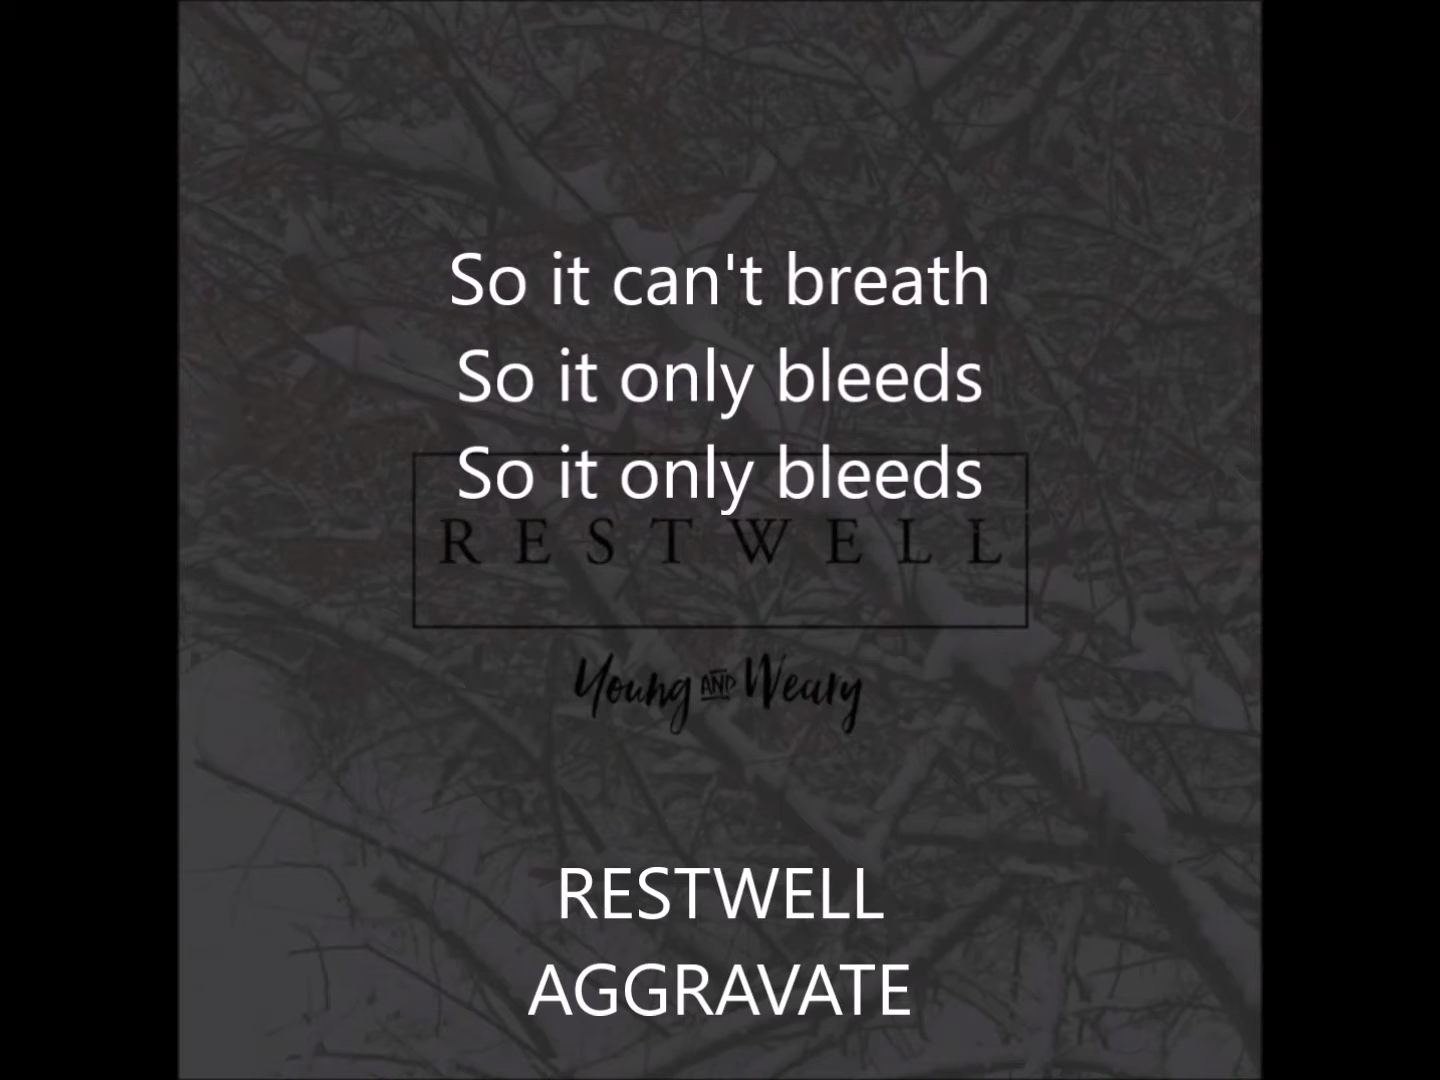 So it can't breath
So it only bleeds
So it only bleeds
RESTWELL
Young AND Weary
RESTWELL
AGGRAVATE